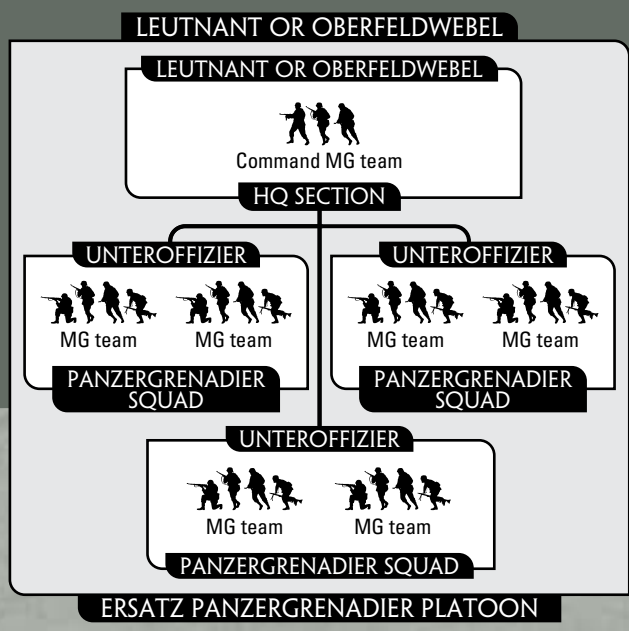 LEUTNANT OR OBERFELDWEBEL
LEUTNANT OR OBERFELDWEBEL
Command MG team
HQ SECTION
UNTEROFFIZIER
MG team MG team
PANZERGRENADIER
SQUAD
UNTEROFFIZIER
MG team MG team
PANZERGRENADIER
SQUAD
UNTEROFFIZIER
MG team MG team
PANZERGRENADIER SQUAD
ERSATZ PANZERGRENADIER PLATOON